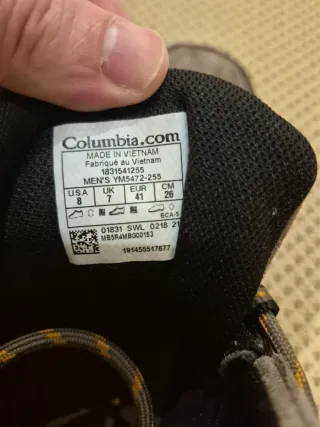 Columbia.com
MADE IN VIETNAM
Fabriqué au Vietnam
1831541255
MEN'S YM5472-255
USA UK EUR CM
8 7 41 26
ECA-5
01831 SWL 0218 21
MB5R4MBG00153
191455517677